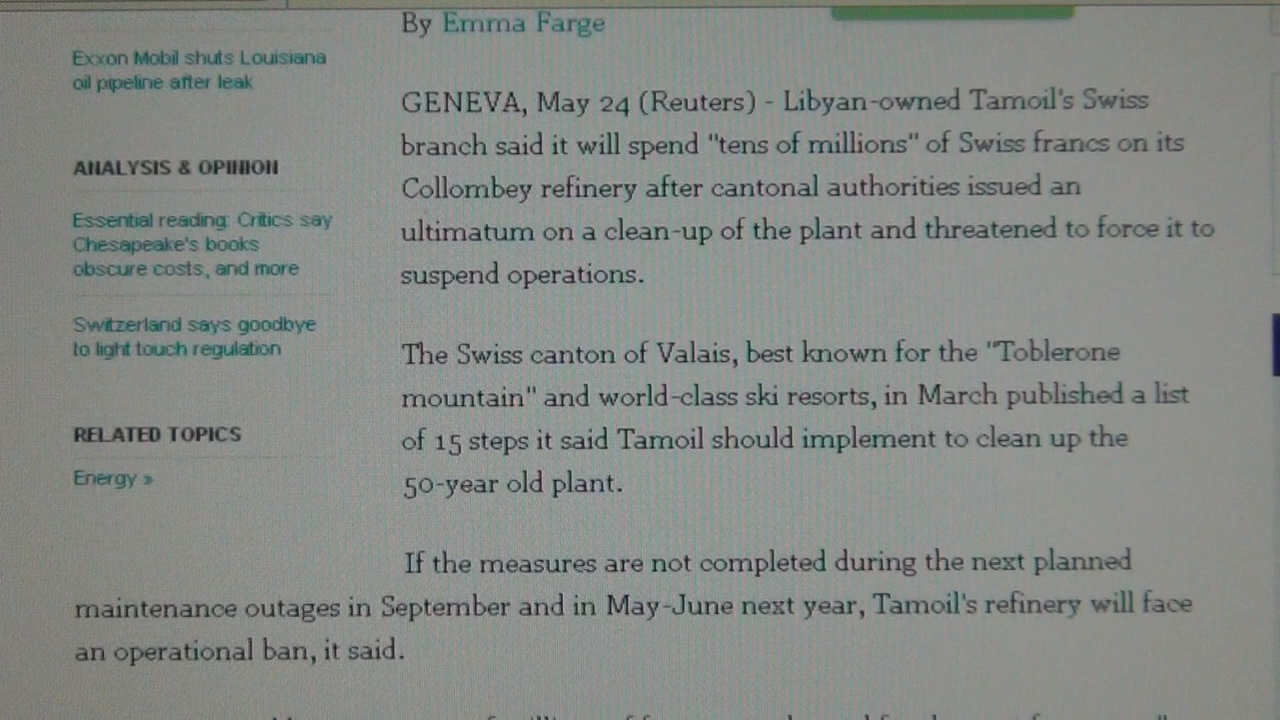 By Emma Farge
Exxon Mobil shuts Louisiana
oil pipeline after leak
ANALYSIS & OPINION
Essential reading: Critics say
Chesapeake's books
obscure costs, and more
Switzerland says goodbye
to light touch regulation
RELATED TOPICS
Energy »
GENEVA, May 24 (Reuters) - Libyan-owned Tamoil's Swiss
branch said it will spend "tens of millions" of Swiss francs on its
Collombey refinery after cantonal authorities issued an
ultimatum on a clean-up of the plant and threatened to force it to
suspend operations.
The Swiss canton of Valais, best known for the "Toblerone
mountain" and world-class ski resorts, in March published a list
of 15 steps it said Tamoil should implement to clean up the
50-year old plant.
If the measures are not completed during the next planned
maintenance outages in September and in May-June next year, Tamoil's refinery will face
an operational ban, it said.